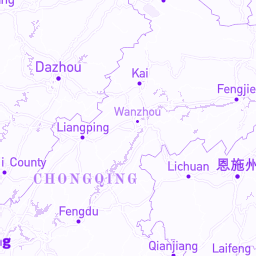 Dazhou
Kai
Fengjie
Wanzhou
Liangping
i County
Lichuan
恩施州
CHONGQING
Fengdu
g
Qianjiang
Laifeng